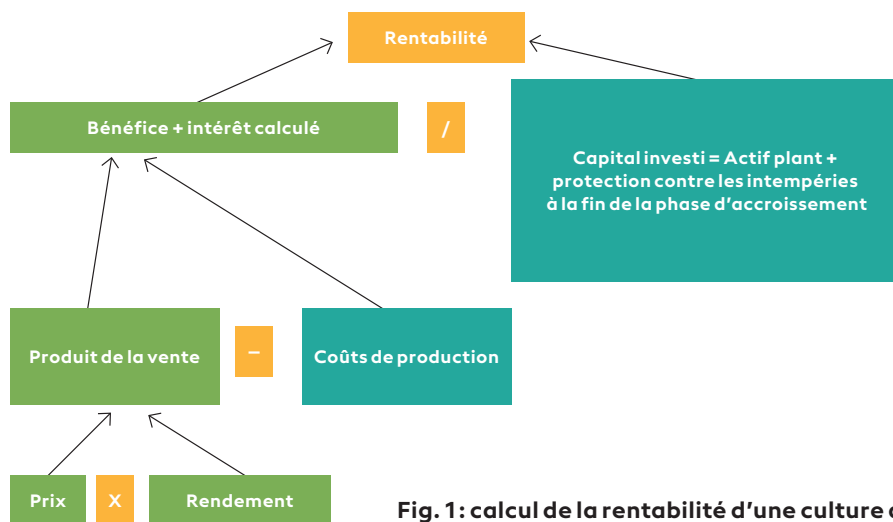 Rentabilité
Bénéfice + intérêt calculé
/
Capital investi = Actif plant +
protection contre les intempéries
à la fin de la phase d'accroissement
Produit de la vente
–
Coûts de production
Prix
X
Rendement
Fig. 1: calcul de la rentabilité d'une culture